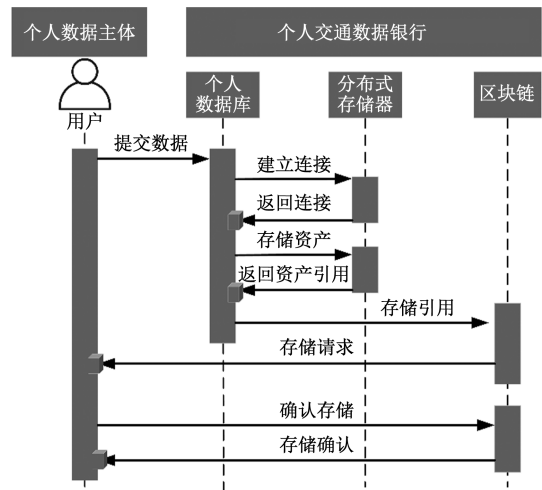 个人数据主体
个人交通数据银行
用户
个人
数据库
分布式
存储器
区块链
提交数据
建立连接
返回连接
存储资产
返回资产引用
存储引用
存储请求
确认存储
存储确认